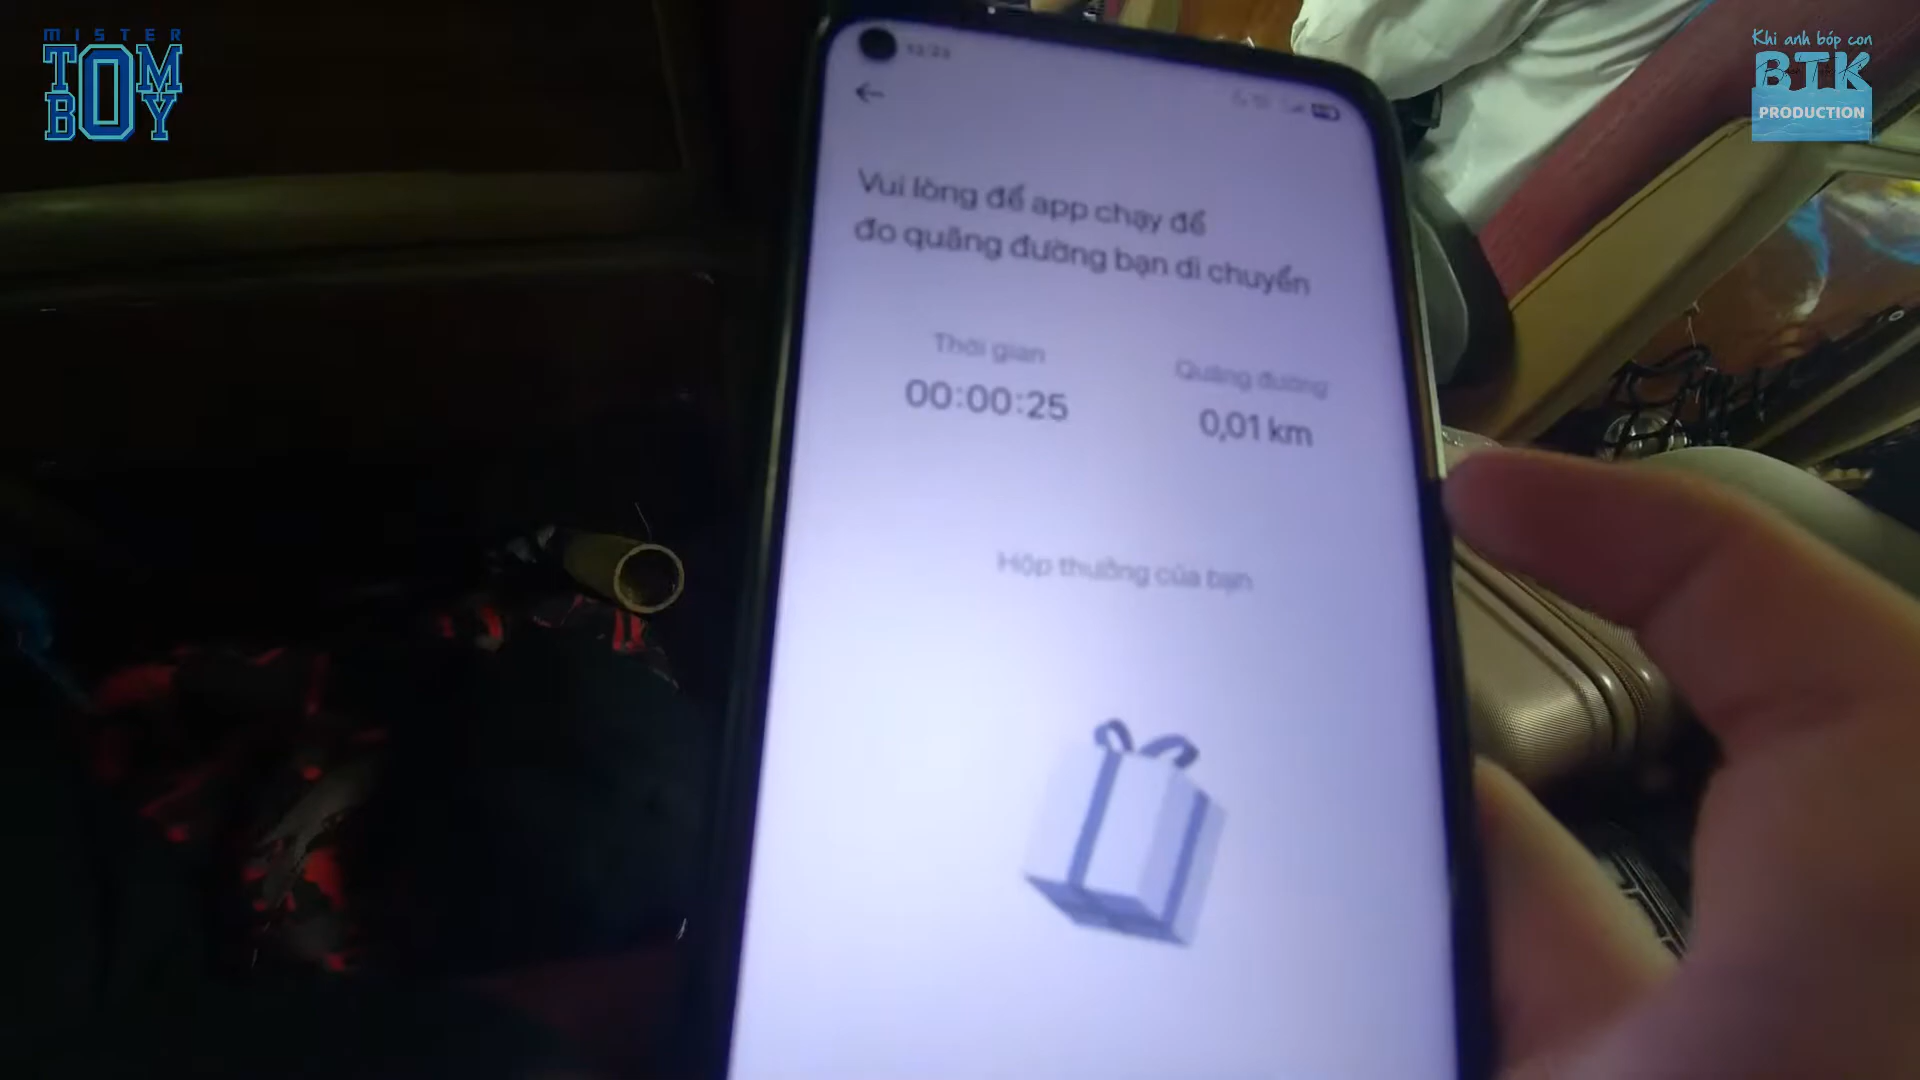 MISTER
TOM
BOY
Khi anh bóp con
BTK
PRODUCTION
Vui lòng để app chạy để
đo quãng đường bạn di chuyển
Thời gian
Quãng đường
00:00:25
0,01 km
Hộp thưởng của bạn